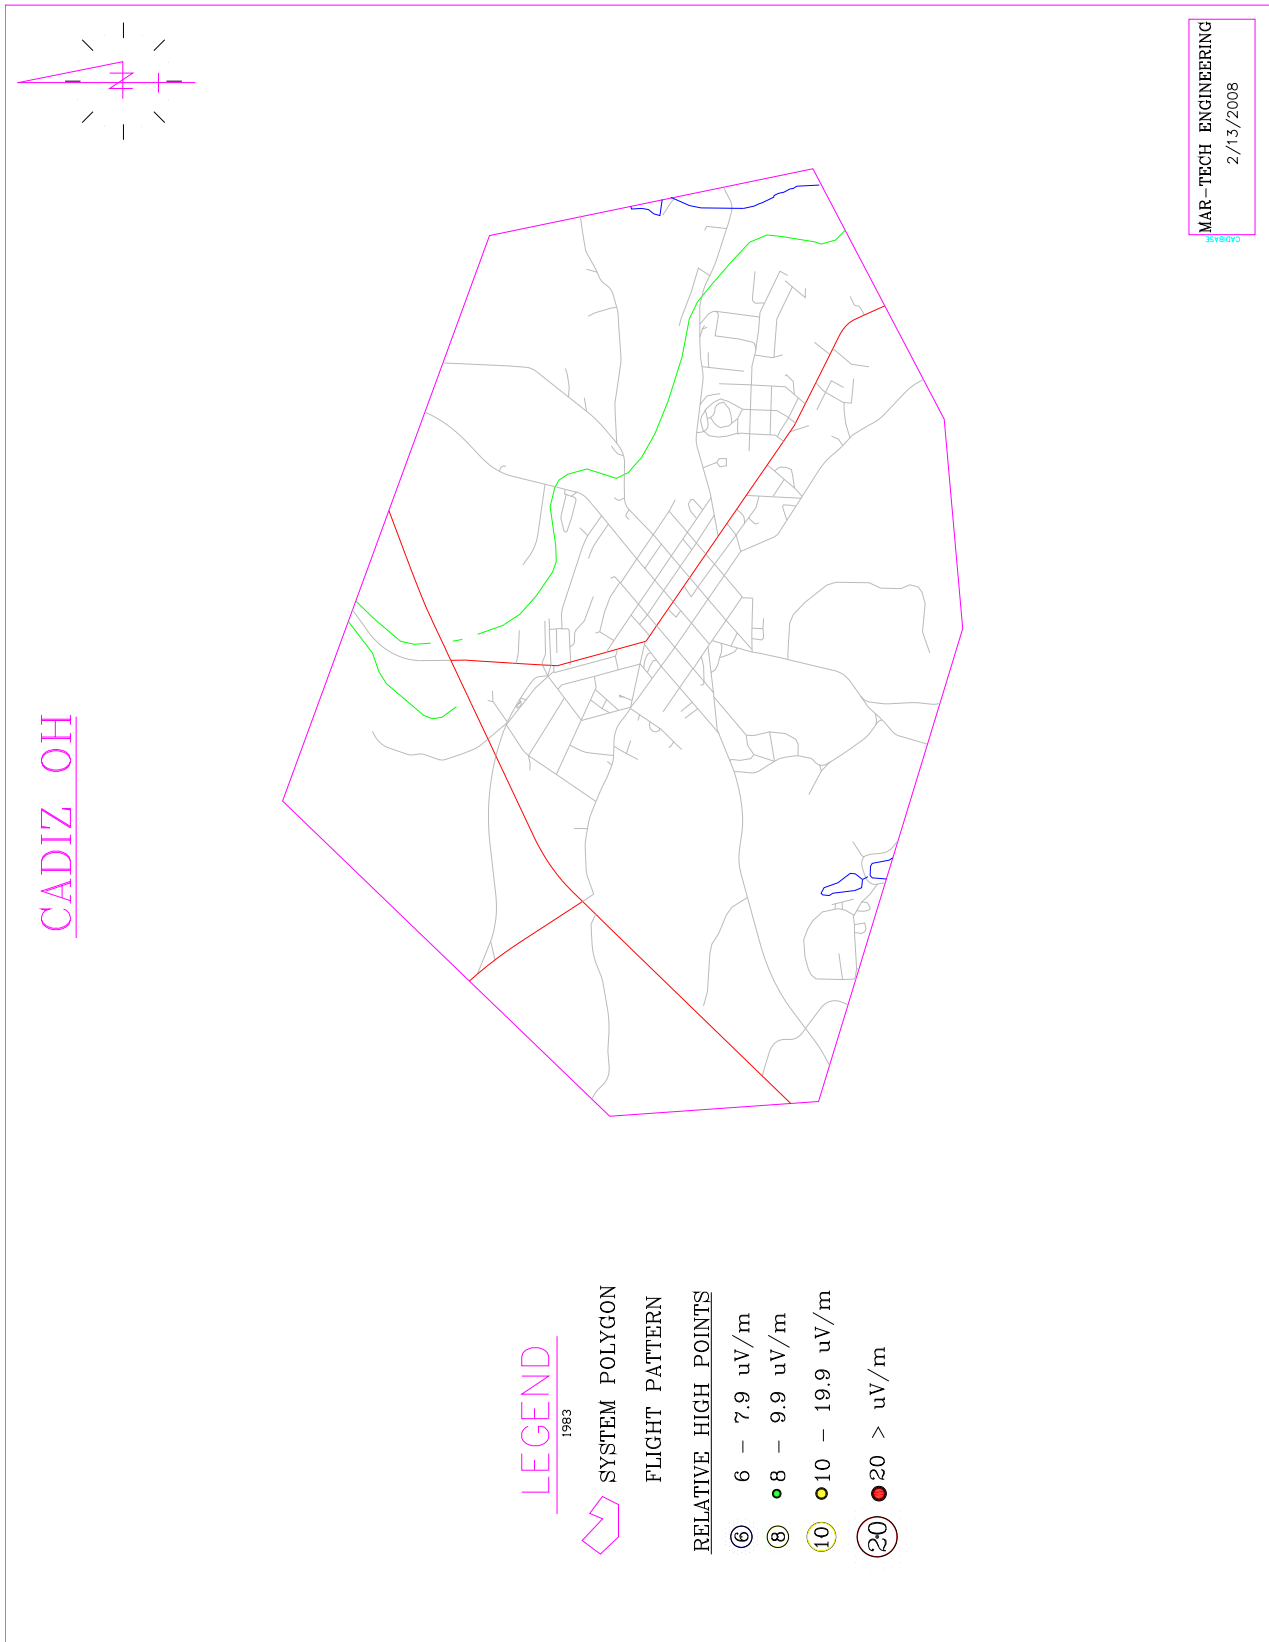 CADIZ OH
N
MAR-TECH ENGINEERING
2/13/2008
CADIBASE
LEGEND
1983
SYSTEM POLYGON
FLIGHT PATTERN
RELATIVE HIGH POINTS
6 6 - 7.9 uV/m
8 8 - 9.9 uV/m
10 10 - 19.9 uV/m
20 20 > uV/m